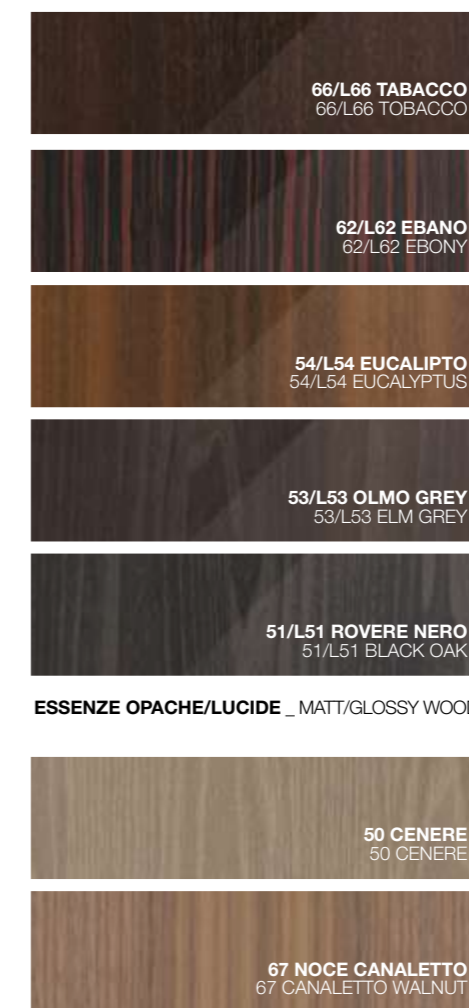 66/L66 TABACCO
66/L66 TOBACCO
62/L62 EBANO
62/L62 EBONY
54/L54 EUCALIPTO
54/L54 EUCALYPTUS
53/L53 OLMO GREY
53/L53 ELM GREY
51/L51 ROVERE NERO
51/L51 BLACK OAK
ESSENZE OPACHE/LUCIDE _ MATT/GLOSSY WOOD
50 CENERE
50 CENERE
67 NOCE CANALETTO
67 CANALETTO WALNUT